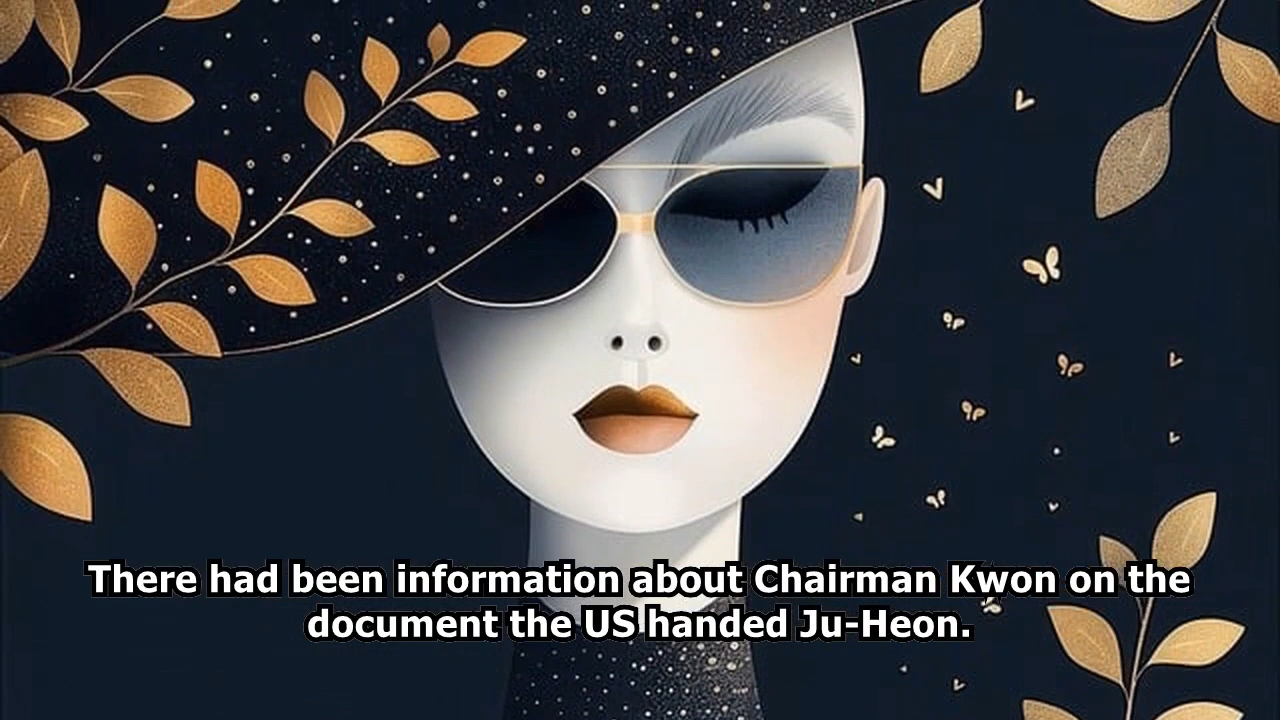 There had been information about Chairman Kwon on the
document the US handed Ju-Heon.